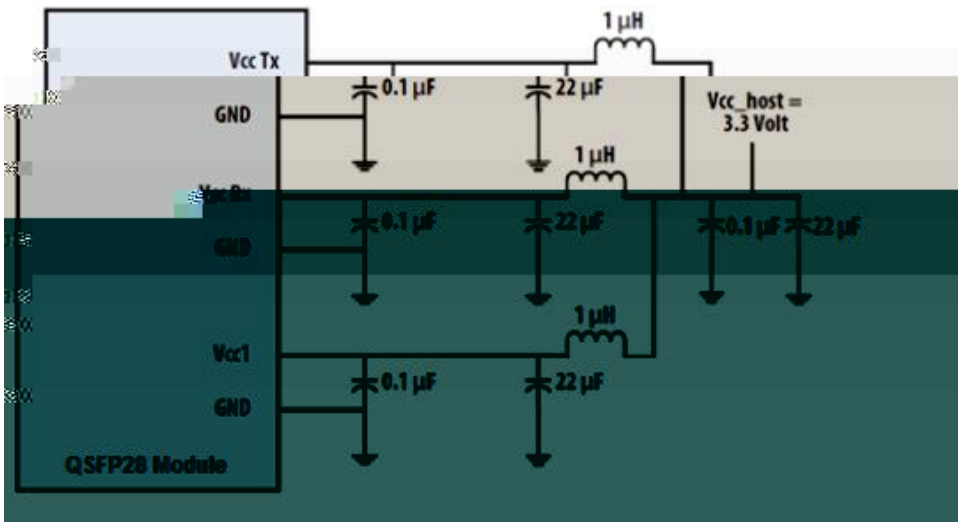 1 µH
Vcc Tx
0.1 µF
22 µF
GND
Vcc_host =
3.3 Volt
1 µH
Vcc Rx
0.1 µF
22 µF
0.1 µF
22 µF
GND
1 µH
Vcc1
0.1 µF
22 µF
GND
QSFP28 Module